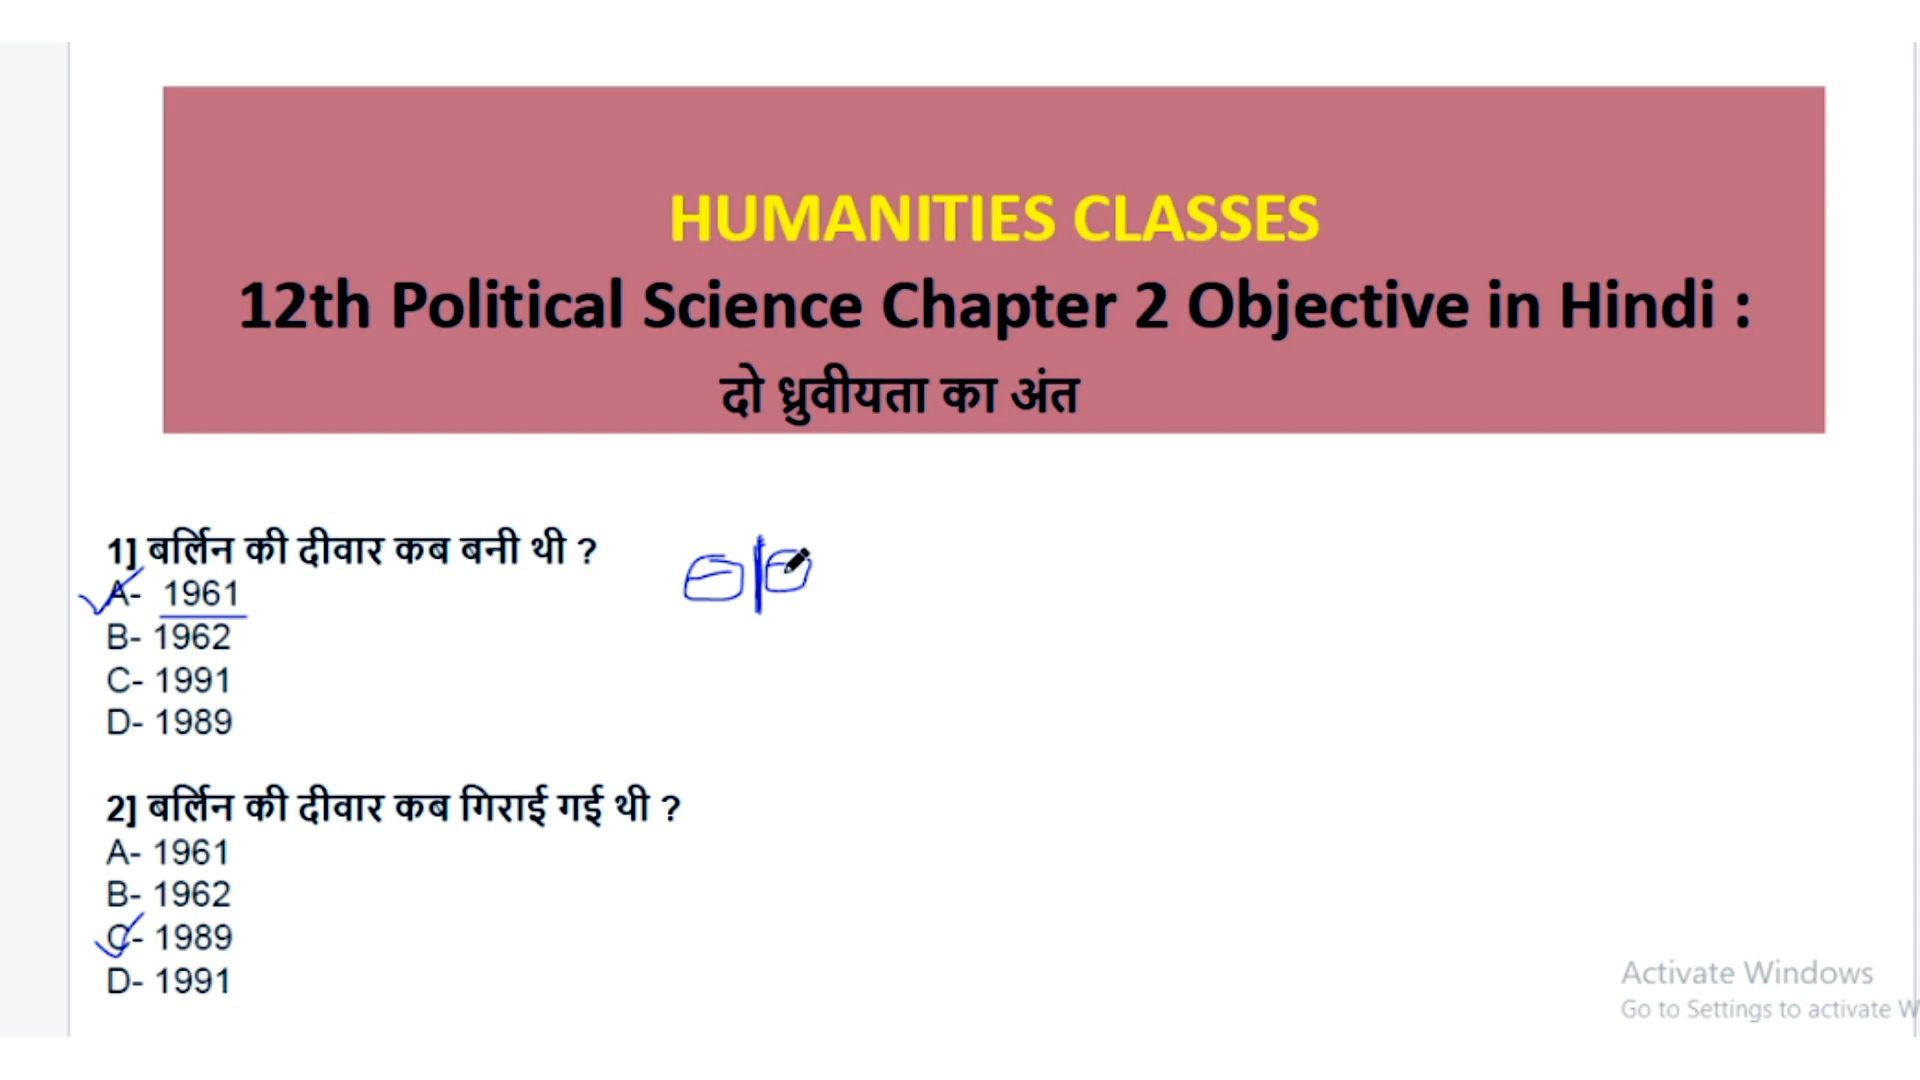 HUMANITIES CLASSES
12th Political Science Chapter 2 Objective in Hindi :
दो ध्रुवीयता का अंत
1] बर्लिन की दीवार कब बनी थी ?
A- 1961
B- 1962
C- 1991
D- 1989
2] बर्लिन की दीवार कब गिराई गई थी ?
A- 1961
B- 1962
C- 1989
D- 1991
Activate Windows
Go to Settings to activate W